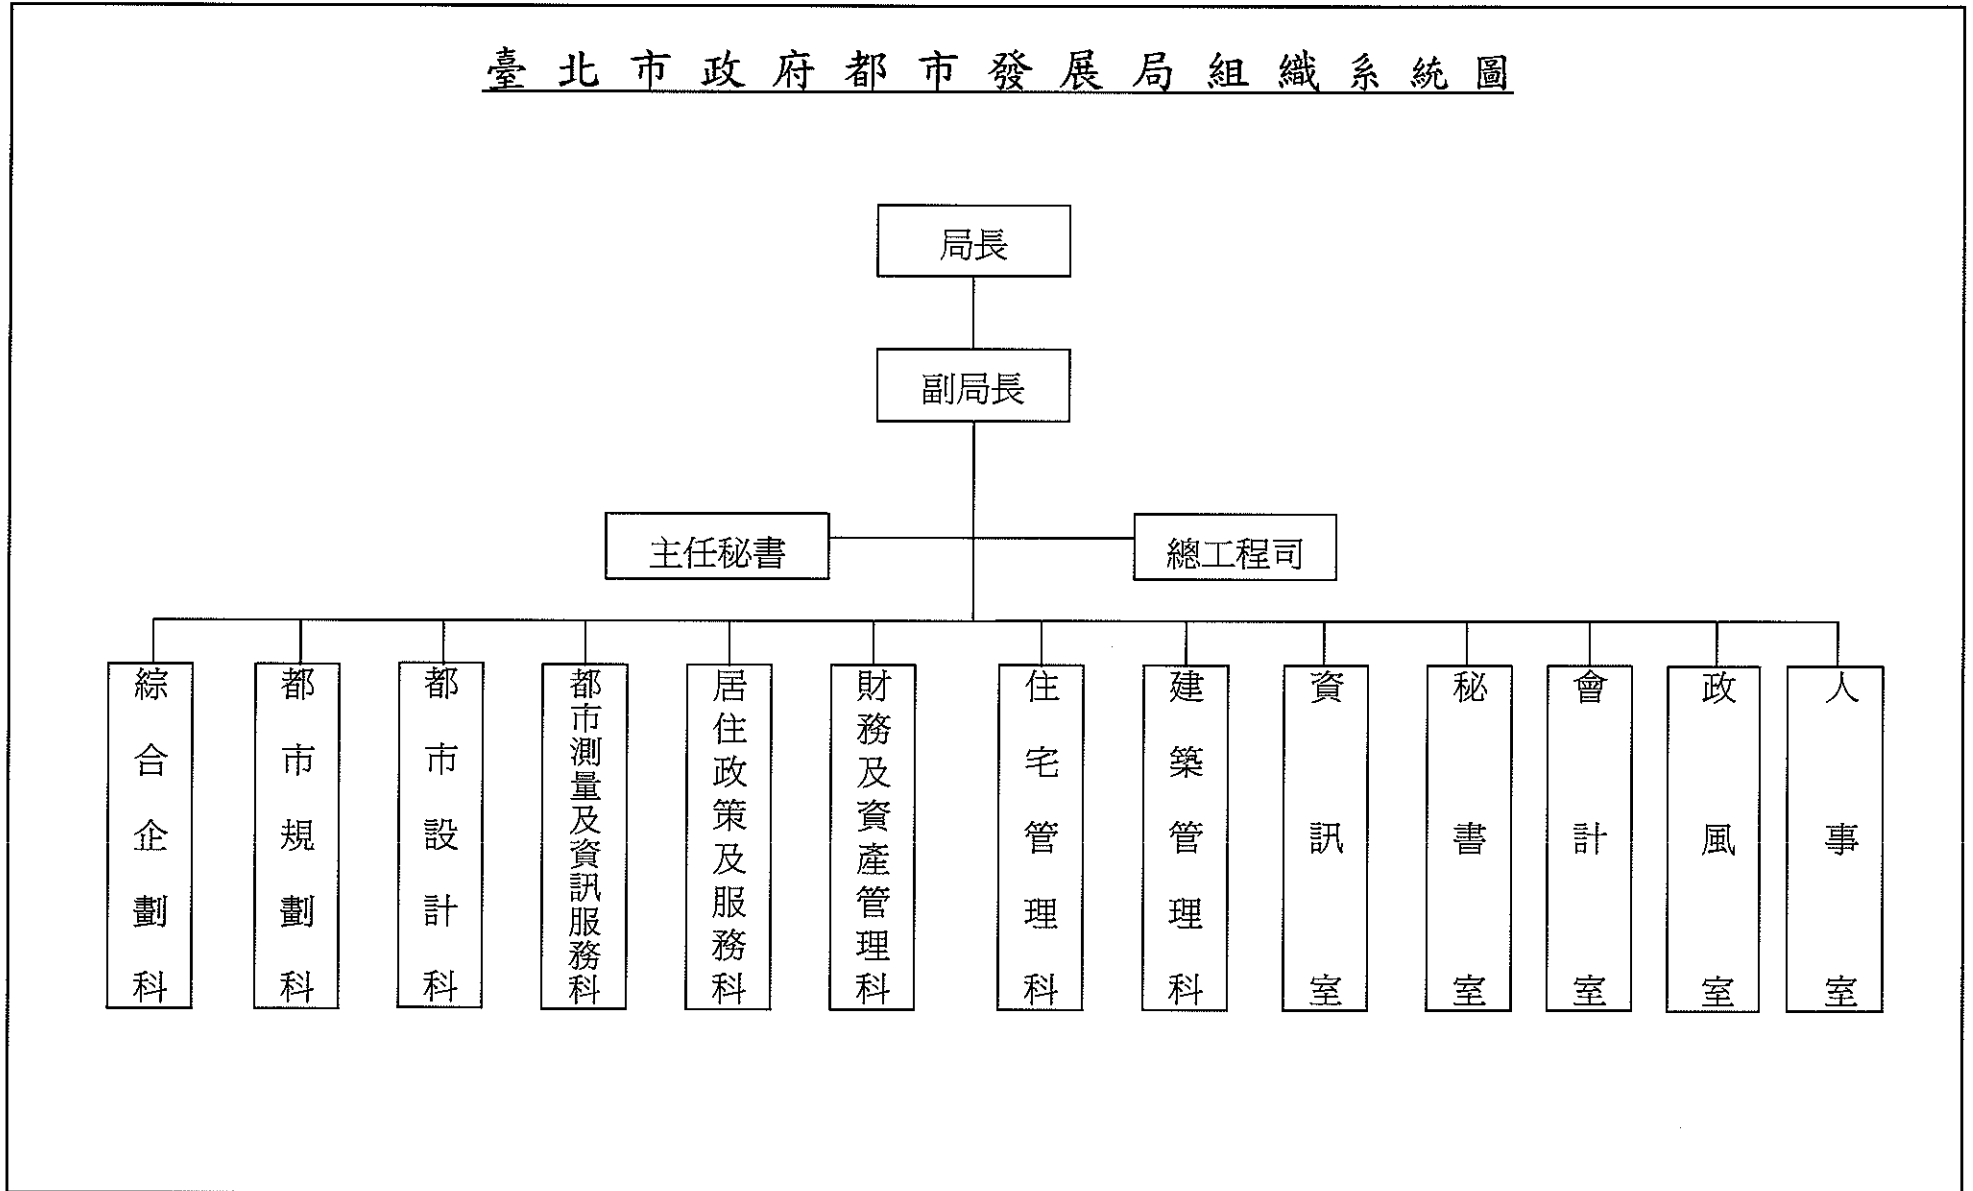 臺北市政府都市發展局組織系統圖
局長
副局長
主任秘書
總工程司
綜合企劃科
都市規劃科
都市設計科
都市測量及資訊服務科
居住政策及服務科
財務及資產管理科
住宅管理科
建築管理科
資訊室
秘書室
會計室
政風室
人事室